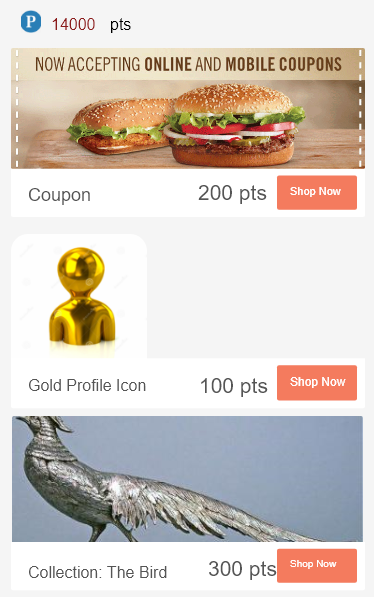 P 14000 pts
NOW ACCEPTING ONLINE AND MOBILE COUPONS
Coupon 200 pts Shop Now
Gold Profile Icon 100 pts Shop Now
Collection: The Bird 300 pts Shop Now